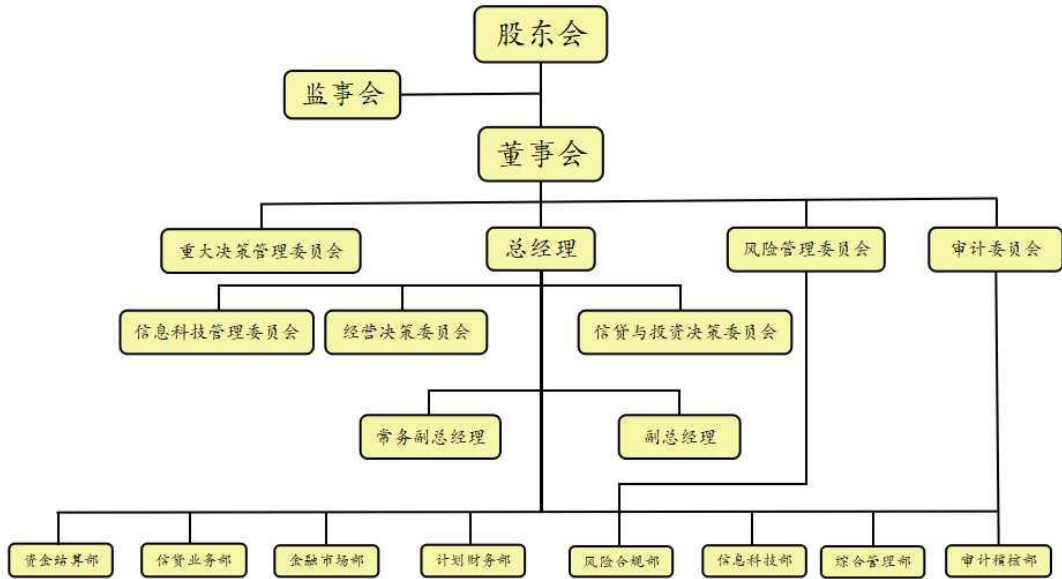 股东会
监事会
董事会
重大决策管理委员会
总经理
风险管理委员会
审计委员会
信息科技管理委员会
经营决策委员会
信贷与投资决策委员会
常务副总经理
副总经理
资金结算部
信贷业务部
金融市场部
计划财务部
风险合规部
信息科技部
综合管理部
审计稽核部